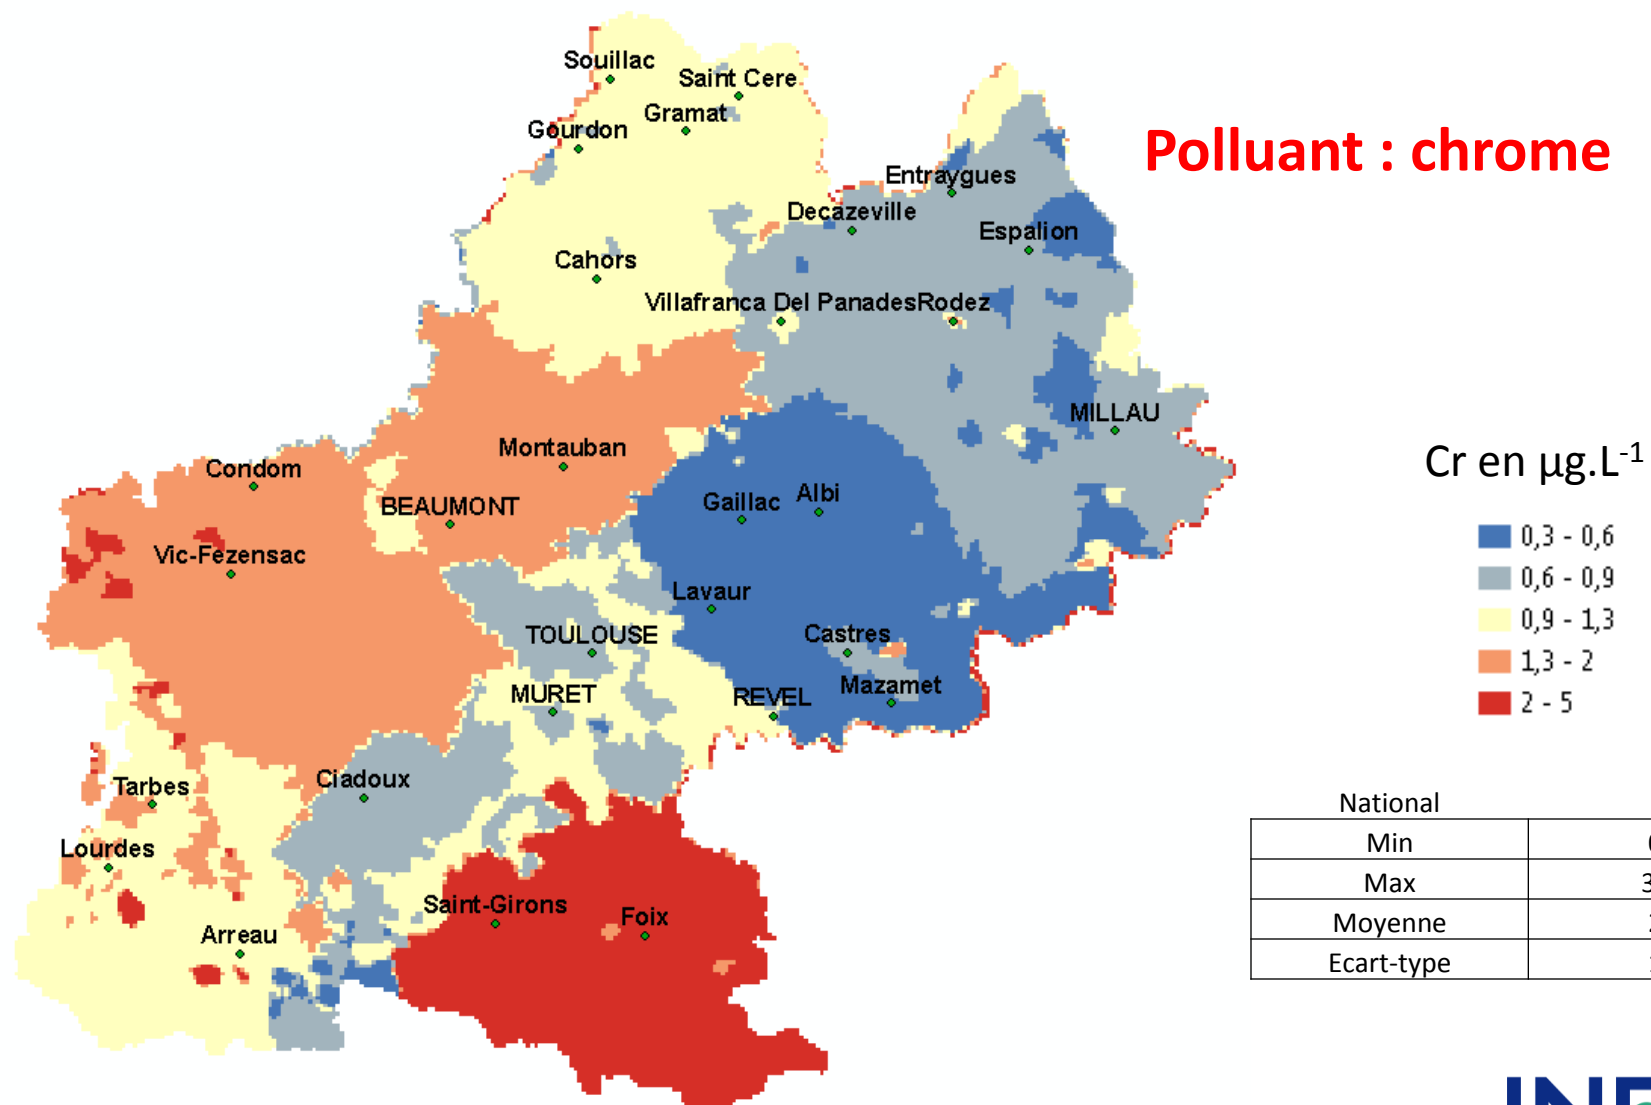 Souillac
Saint Cere
Gramat
Gourdon
Polluant : chrome
Entraygues
Decazeville
Espalion
Cahors
Villafranca Del Panades
Rodez
MILLAU
Montauban
Condom
Cr en µg.L-1
BEAUMONT
Gaillac
Albi
0,3 - 0,6
Vic-Fezensac
0,6 - 0,9
Lavaur
0,9 - 1,3
TOULOUSE
Castres
1,3 - 2
MURET
REVEL
Mazamet
2 - 5
Tarbes
Ciadoux
National
Min
Lourdes
Max 3
Saint-Girons
Foix
Moyenne
Arreau
Ecart-type